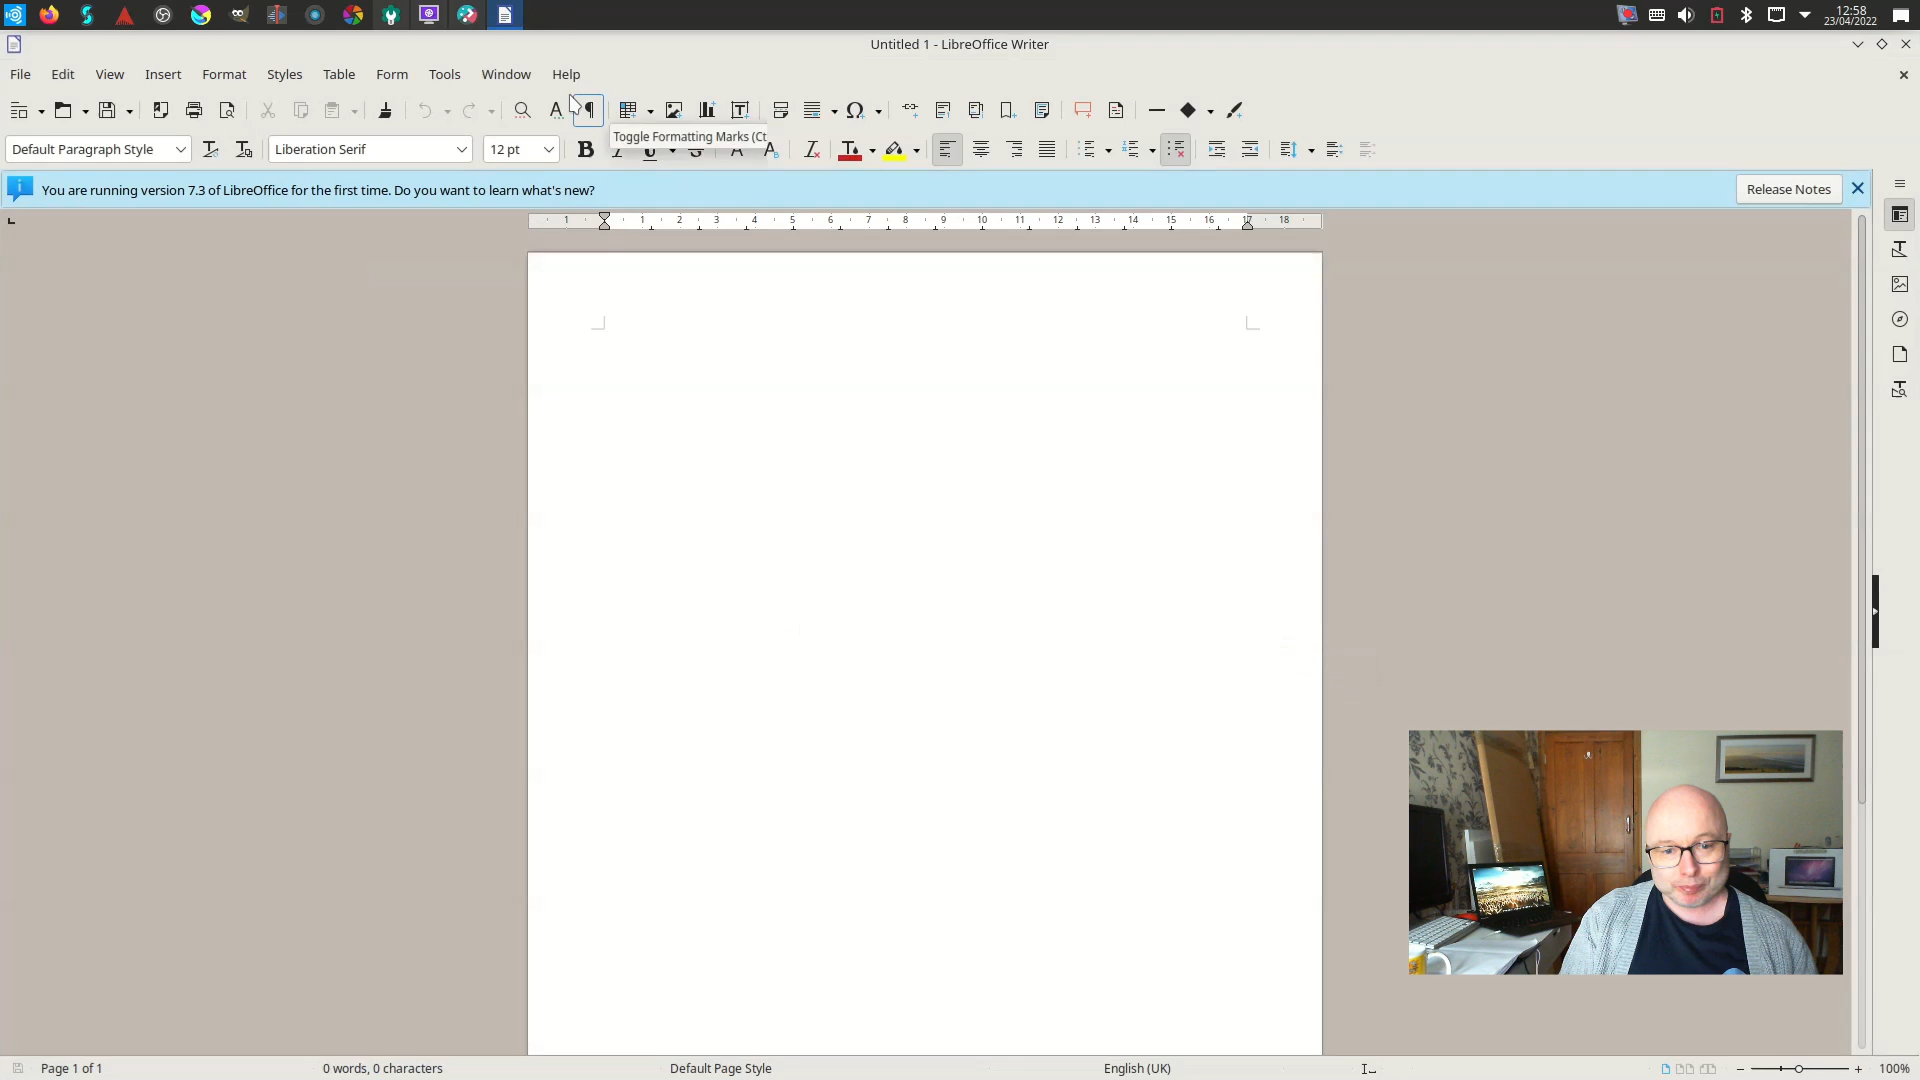 12:58
23/04/2022
Untitled 1 - LibreOffice Writer
File Edit View Insert Format Styles Table Form Tools Window Help
Toggle Formatting Marks (Ct
Default Paragraph Style Liberation Serif 12 pt
You are running version 7.3 of LibreOffice for the first time. Do you want to learn what's new? Release Notes
1 1 2 3 4 5 6 7 8 9 10 11 12 13 14 15 16 17 18
Page 1 of 1 0 words, 0 characters Default Page Style English (UK) 100%